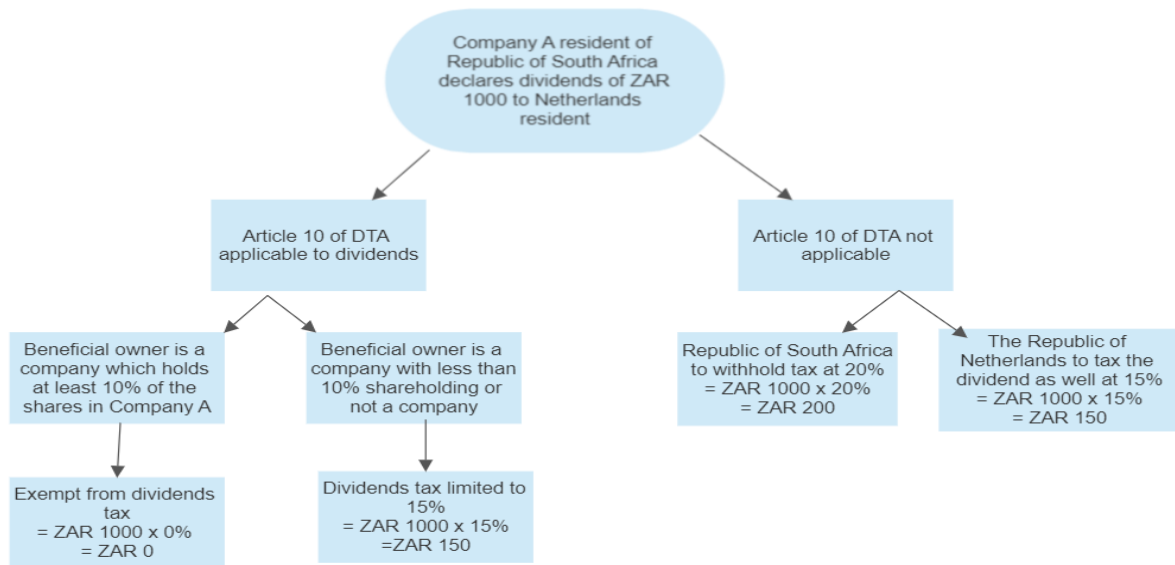 Company A resident of
Republic of South Africa
declares dividends of ZAR
1000 to Netherlands
resident
Article 10 of DTA
applicable to dividends
Article 10 of DTA not
applicable
Beneficial owner is a
company which holds
at least 10% of the
shares in Company A
Beneficial owner is a
company with less than
10% shareholding or
not a company
Republic of South Africa
to withhold tax at 20%
= ZAR 1000 x 20%
= ZAR 200
The Republic of
Netherlands to tax the
dividend as well at 15%
= ZAR 1000 x 15%
= ZAR 150
Exempt from dividends
tax
= ZAR 1000 x 0%
= ZAR 0
Dividends tax limited to
15%
= ZAR 1000 x 15%
=ZAR 150